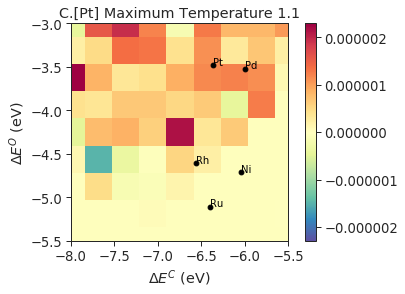 C.[Pt] Maximum Temperature 1.1
−3.0
−3.5
−4.0
−4.5
−5.0
−5.5
ΔE^O (eV)
Pt
Pd
Rh
Ni
Ru
−8.0 −7.5 −7.0 −6.5 −6.0 −5.5
ΔE^C (eV)
0.000002
0.000001
0.000000
−0.000001
−0.000002